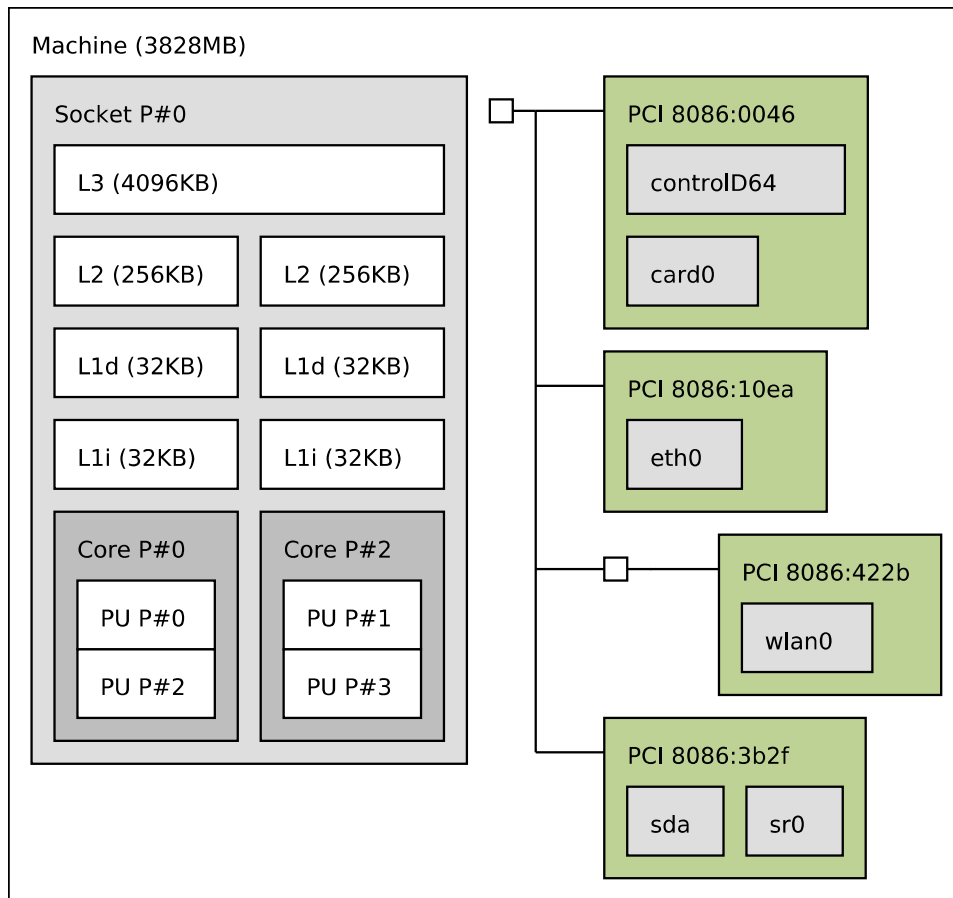 Machine (3828MB)
Socket P#0
L3 (4096KB)
L2 (256KB)
L2 (256KB)
L1d (32KB)
L1d (32KB)
L1i (32KB)
L1i (32KB)
Core P#0
PU P#0
PU P#2
Core P#2
PU P#1
PU P#3
PCI 8086:0046
controlD64
card0
PCI 8086:10ea
eth0
PCI 8086:422b
wlan0
PCI 8086:3b2f
sda
sr0